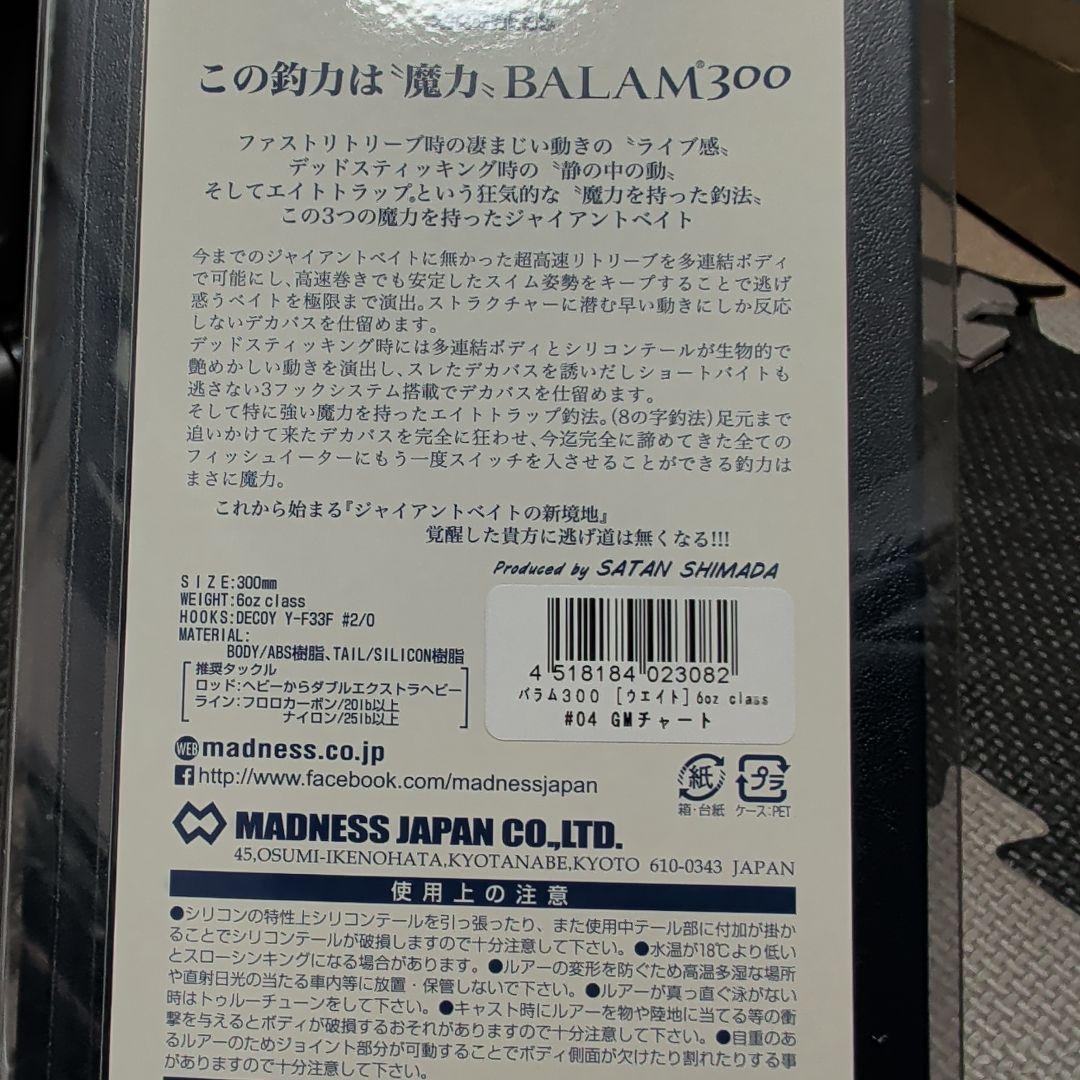 この釣力は〝魔力〟BALAM®300
ファストリトリーブ時の凄まじい動きの〝ライブ感〟
デッドスティッキング時の〝静の中の動〟
そしてエイトトラップ®という狂気的な〝魔力を持った釣法〟
この3つの魔力を持ったジャイアントベイト
今までのジャイアントベイトに無かった超高速リトリーブを多連結ボディ
で可能にし、高速巻きでも安定したスイム姿勢をキープすることで逃げ
惑うベイトを極限まで演出。ストラクチャーに潜む早い動きにしか反応
しないデカバスを仕留めます。
デッドスティッキング時には多連結ボディとシリコンテールが生物的で
艶めかしい動きを演出し、スレたデカバスを誘いだしショートバイトも
逃さない3フックシステム搭載でデカバスを仕留めます。
そして特に強い魔力を持ったエイトトラップ釣法。(8の字釣法)足元まで
追いかけて来たデカバスを完全に狂わせ、今迄完全に諦めてきた全ての
フィッシュイーターにもう一度スイッチを入させることができる釣力は
まさに魔力。
これから始まる『ジャイアントベイトの新境地』
覚醒した貴方に逃げ道は無くなる!!!
Produced by SATAN SHIMADA
SIZE:300mm
WEIGHT:6oz class
HOOKS:DECOY Y-F33F #2/0
MATERIAL:
BODY/ABS樹脂、TAIL/SILICON樹脂
推奨タックル
ロッド:ヘビーからダブルエクストラヘビー
ライン:フロロカーボン/20lb以上
ナイロン/25lb以上
4 518184 023082
バラム300 [ウエイト]6oz class
#04 GMチャート
WEB madness.co.jp
http://www.facebook.com/madnessjapan
紙
箱・台紙
プラ
ケース:PET
MADNESS JAPAN CO.,LTD.
45,OSUMI-IKENOHATA,KYOTANABE,KYOTO 610-0343 JAPAN
使用上の注意
●シリコンの特性上シリコンテールを引っ張ったり、また使用中テール部に付加が掛か
ることでシリコンテールが破損しますので十分注意して下さい。●水温が18℃より低い
とスローシンキングになる場合があります。●ルアーの変形を防ぐため高温多湿な場所
や直射日光の当たる車内等に放置・保管しないで下さい。●ルアーが真っ直ぐ泳がない
時はトゥルーチューンをして下さい。●キャスト時にルアーを物や陸地に当てる等の衝
撃を与えるとボディが破損するおそれがありますので十分注意して下さい。●自重のあ
るルアーのためジョイント部分が可動することでボディ側面が欠けたり割れたりする事
がありますので十分注意して下さい。